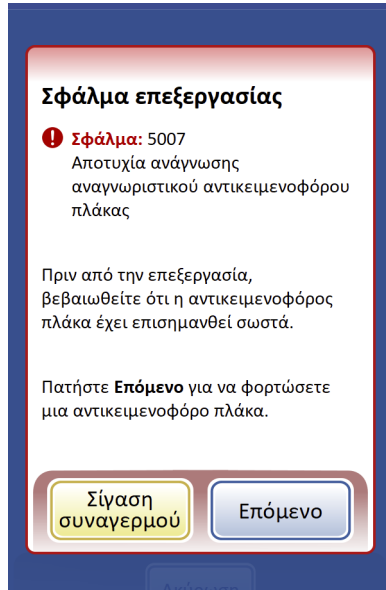 Σφάλμα επεξεργασίας
Σφάλμα: 5007
Αποτυχία ανάγνωσης
αναγνωριστικού αντικειμενοφόρου
πλάκας
Πριν από την επεξεργασία,
βεβαιωθείτε ότι η αντικειμενοφόρος
πλάκα έχει επισημανθεί σωστά.
Πατήστε Επόμενο για να φορτώσετε
μια αντικειμενοφόρο πλάκα.
Σίγαση
συναγερμού
Επόμενο